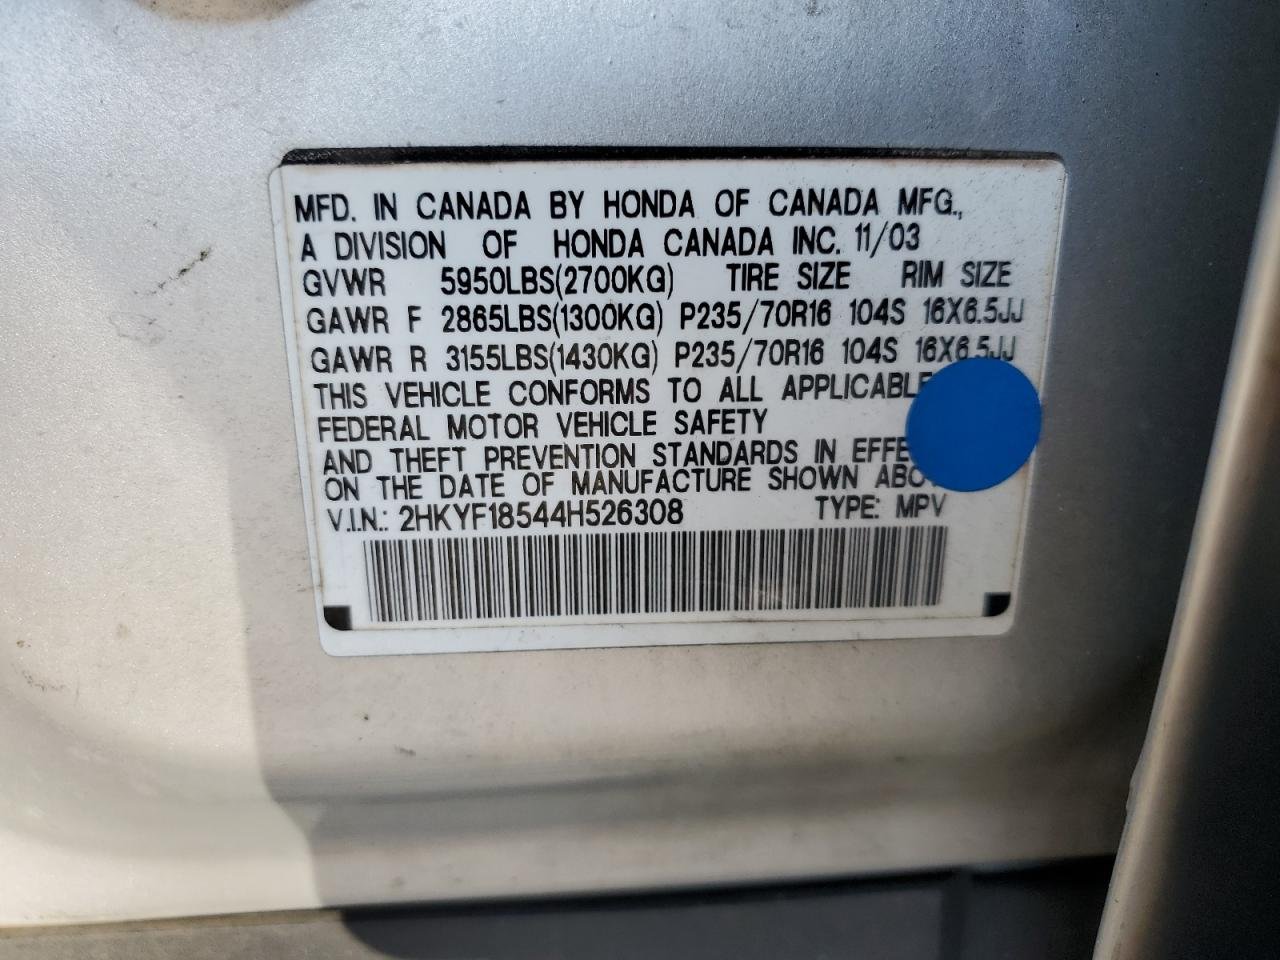 MFD. IN CANADA BY HONDA OF CANADA MFG.,
A DIVISION OF HONDA CANADA INC. 11/03
GVWR 5950LBS(2700KG) TIRE SIZE RIM SIZE
GAWR F 2865LBS(1300KG) P235/70R16 104S 16X6.5JJ
GAWR R 3155LBS(1430KG) P235/70R16 104S 16X6.5JJ
THIS VEHICLE CONFORMS TO ALL APPLICABLE
FEDERAL MOTOR VEHICLE SAFETY
AND THEFT PREVENTION STANDARDS IN
ON THE DATE OF MANUFACTURE SHOWN
V.I.N.: 2HKYF18544H526308 TYPE: MPV